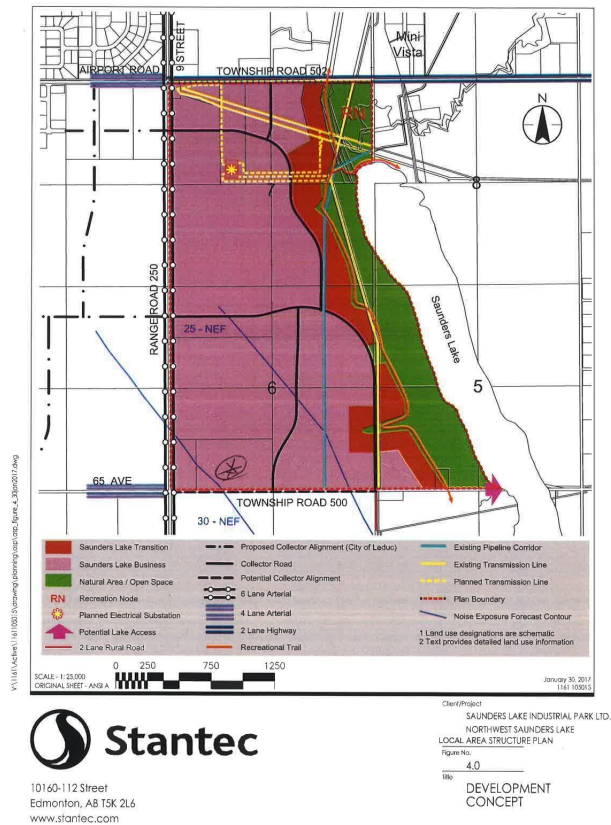 Mini
Vista
9 STREET
AIRPORT ROAD
TOWNSHIP ROAD 502
RN
N
7
8
RANGE ROAD 250
25 - NEF
Saunders Lake
6
5
65 AVE
TOWNSHIP ROAD 500
30 - NEF
Saunders Lake Transition
Saunders Lake Business
Natural Area / Open Space
RN Recreation Node
Planned Electrical Substation
Potential Lake Access
2 Lane Rural Road
Proposed Collector Alignment (City of Leduc)
Collector Road
Potential Collector Alignment
6 Lane Arterial
4 Lane Arterial
2 Lane Highway
Recreational Trail
Existing Pipeline Corridor
Existing Transmission Line
Planned Transmission Line
Plan Boundary
Noise Exposure Forecast Contour
1 Land use designations are schematic
2 Text provides detailed land use information
SCALE - 1:25,000
ORIGINAL SHEET - ANSI A
0 250 750 1250
January 30, 2017
1161 105015
Stantec
10160-112 Street
Edmonton, AB T5K 2L6
www.stantec.com
Client/Project
SAUNDERS LAKE INDUSTRIAL PARK LTD.
NORTHWEST SAUNDERS LAKE
LOCAL AREA STRUCTURE PLAN
Figure No.
4.0
Title
DEVELOPMENT
CONCEPT